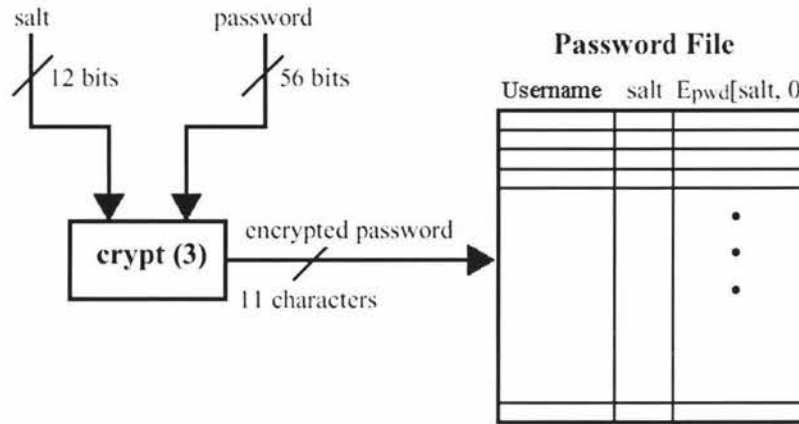 salt
password
12 bits
56 bits
crypt (3)
encrypted password
11 characters
Password File
Username salt Epwd[salt, 0